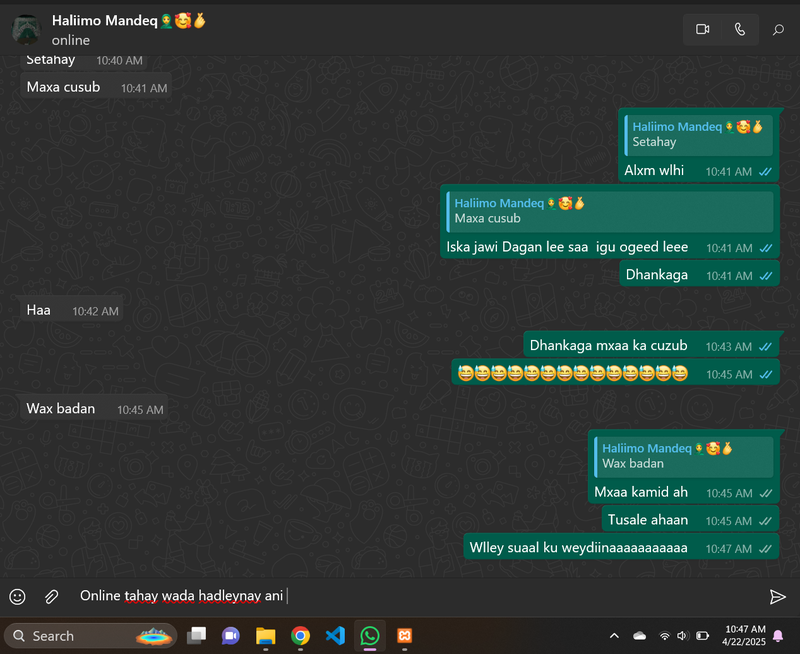 Haliimo Mandeq🧏‍♂️🥰🫰
online
Setahay 10:40 AM
Maxa cusub 10:41 AM
Haliimo Mandeq🧏‍♂️🥰🫰
Setahay
Alxm wlhi 10:41 AM
Haliimo Mandeq🧏‍♂️🥰🫰
Maxa cusub
Iska jawi Dagan lee saa igu ogeed leee 10:41 AM
Dhankaga 10:41 AM
Haa 10:42 AM
Dhankaga mxaa ka cuzub 10:43 AM
😅😅😅😅😅😅😅😅😅😅😅😅😅😅 10:45 AM
Wax badan 10:45 AM
Haliimo Mandeq🧏‍♂️🥰🫰
Wax badan
Mxaa kamid ah 10:45 AM
Tusale ahaan 10:45 AM
Wlley suaal ku weydiinaaaaaaaaaaa 10:47 AM
Online tahay wada hadleynay ani
Search
10:47 AM
4/22/2025